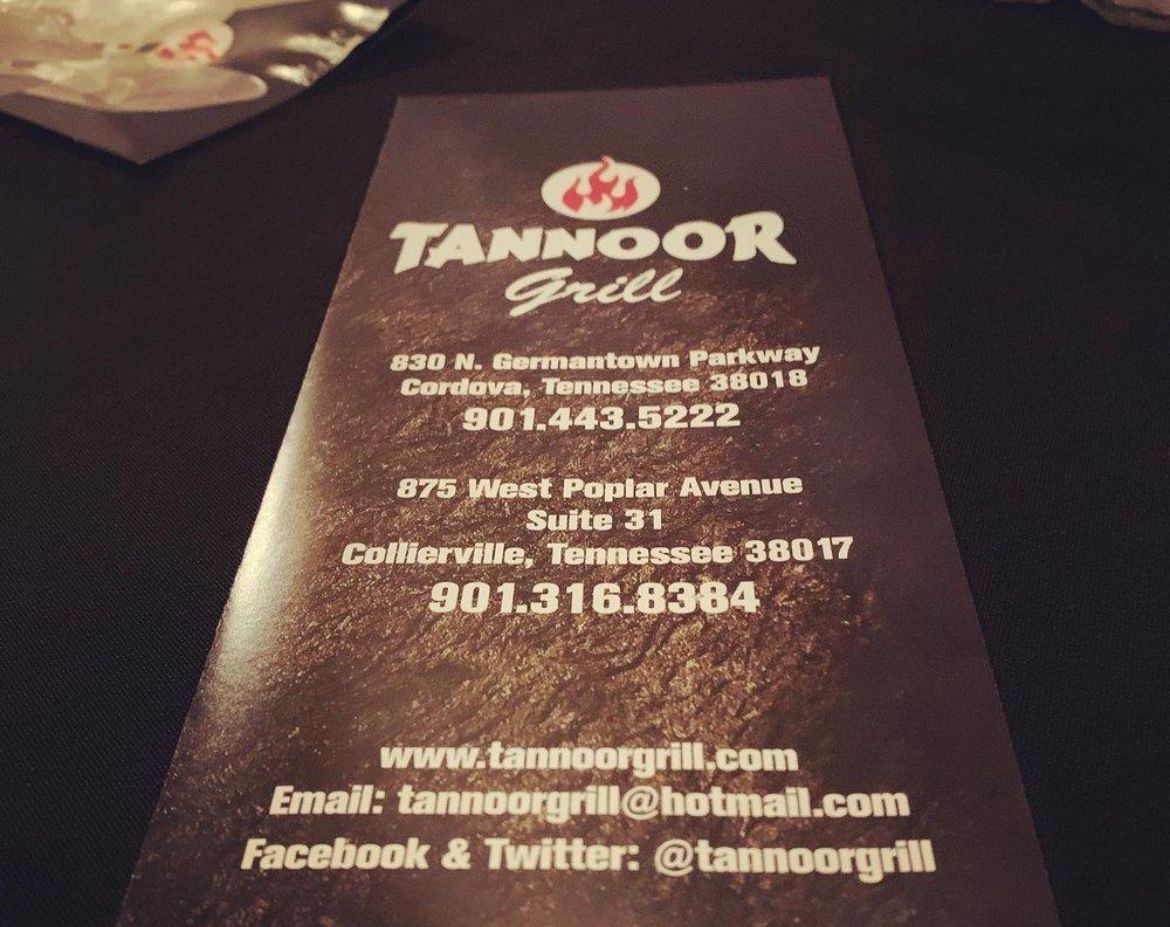 TANNOOR
Grill
830 N. Germantown Parkway
Cordova, Tennessee 38018
901.443.5222
875 West Poplar Avenue
Suite 31
Collierville, Tennessee 38017
901.316.8384
www.tannoorgrill.com
Email: tannoorgrill@hotmail.com
Facebook & Twitter: @tannoorgrill